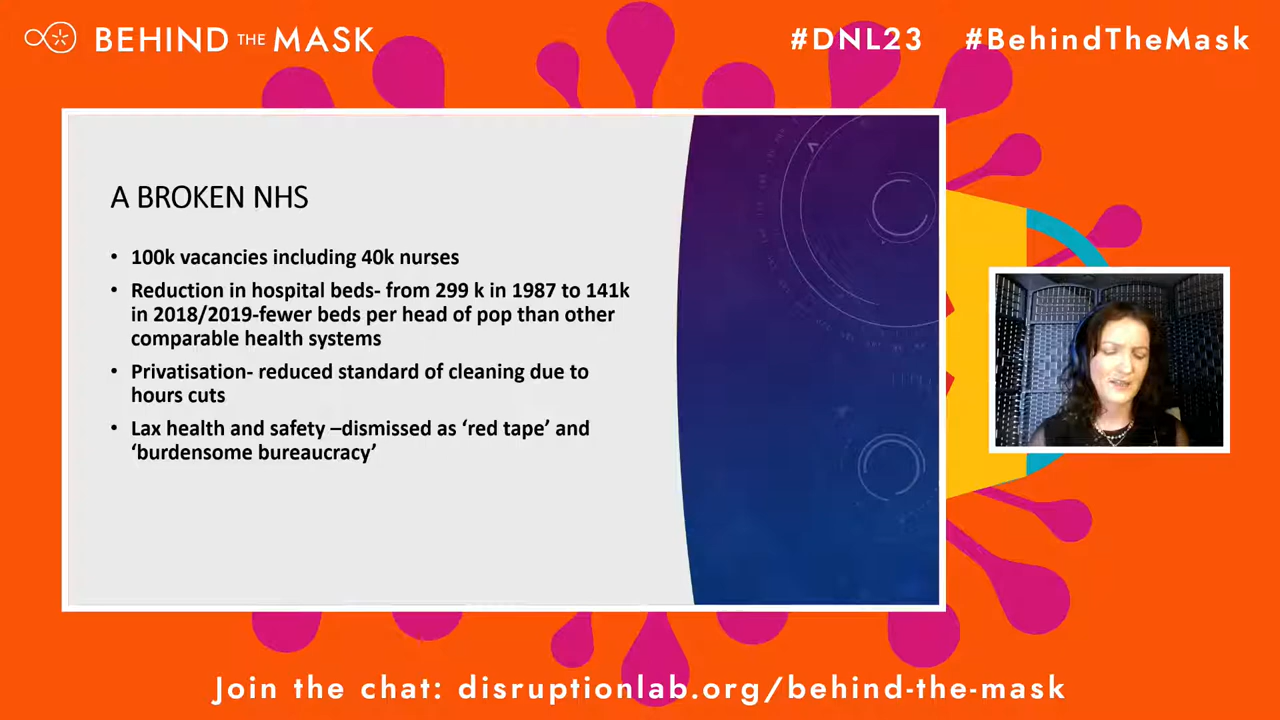 BEHIND THE MASK
#DNL23 #BehindTheMask
A BROKEN NHS
• 100k vacancies including 40k nurses
• Reduction in hospital beds- from 299 k in 1987 to 141k
in 2018/2019-fewer beds per head of pop than other
comparable health systems
• Privatisation- reduced standard of cleaning due to
hours cuts
• Lax health and safety –dismissed as ‘red tape’ and
‘burdensome bureaucracy’
Join the chat: disruptionlab.org/behind-the-mask